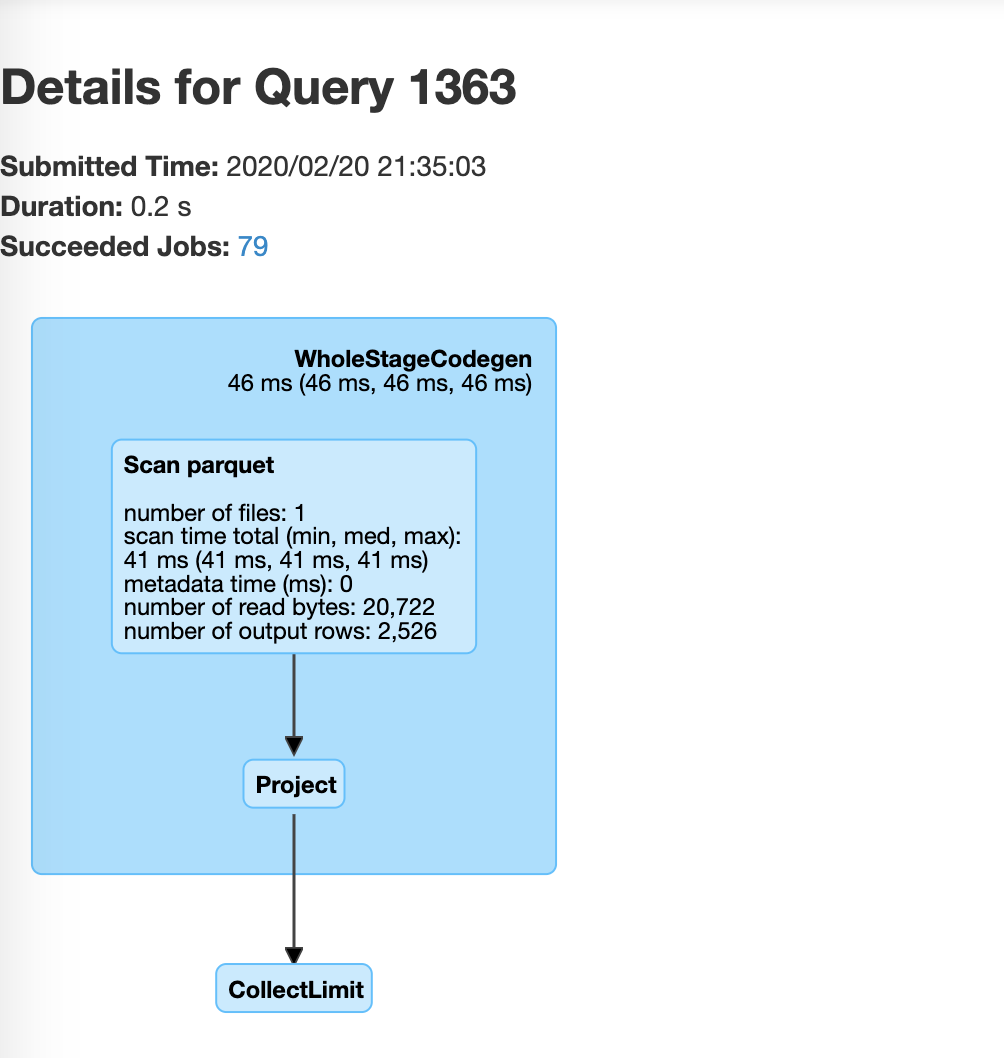 Details for Query 1363
Submitted Time: 2020/02/20 21:35:03
Duration: 0.2 s
Succeeded Jobs: 79
WholeStageCodegen
46 ms (46 ms, 46 ms, 46 ms)
Scan parquet
number of files: 1
scan time total (min, med, max):
41 ms (41 ms, 41 ms, 41 ms)
metadata time (ms): 0
number of read bytes: 20,722
number of output rows: 2,526
Project
CollectLimit